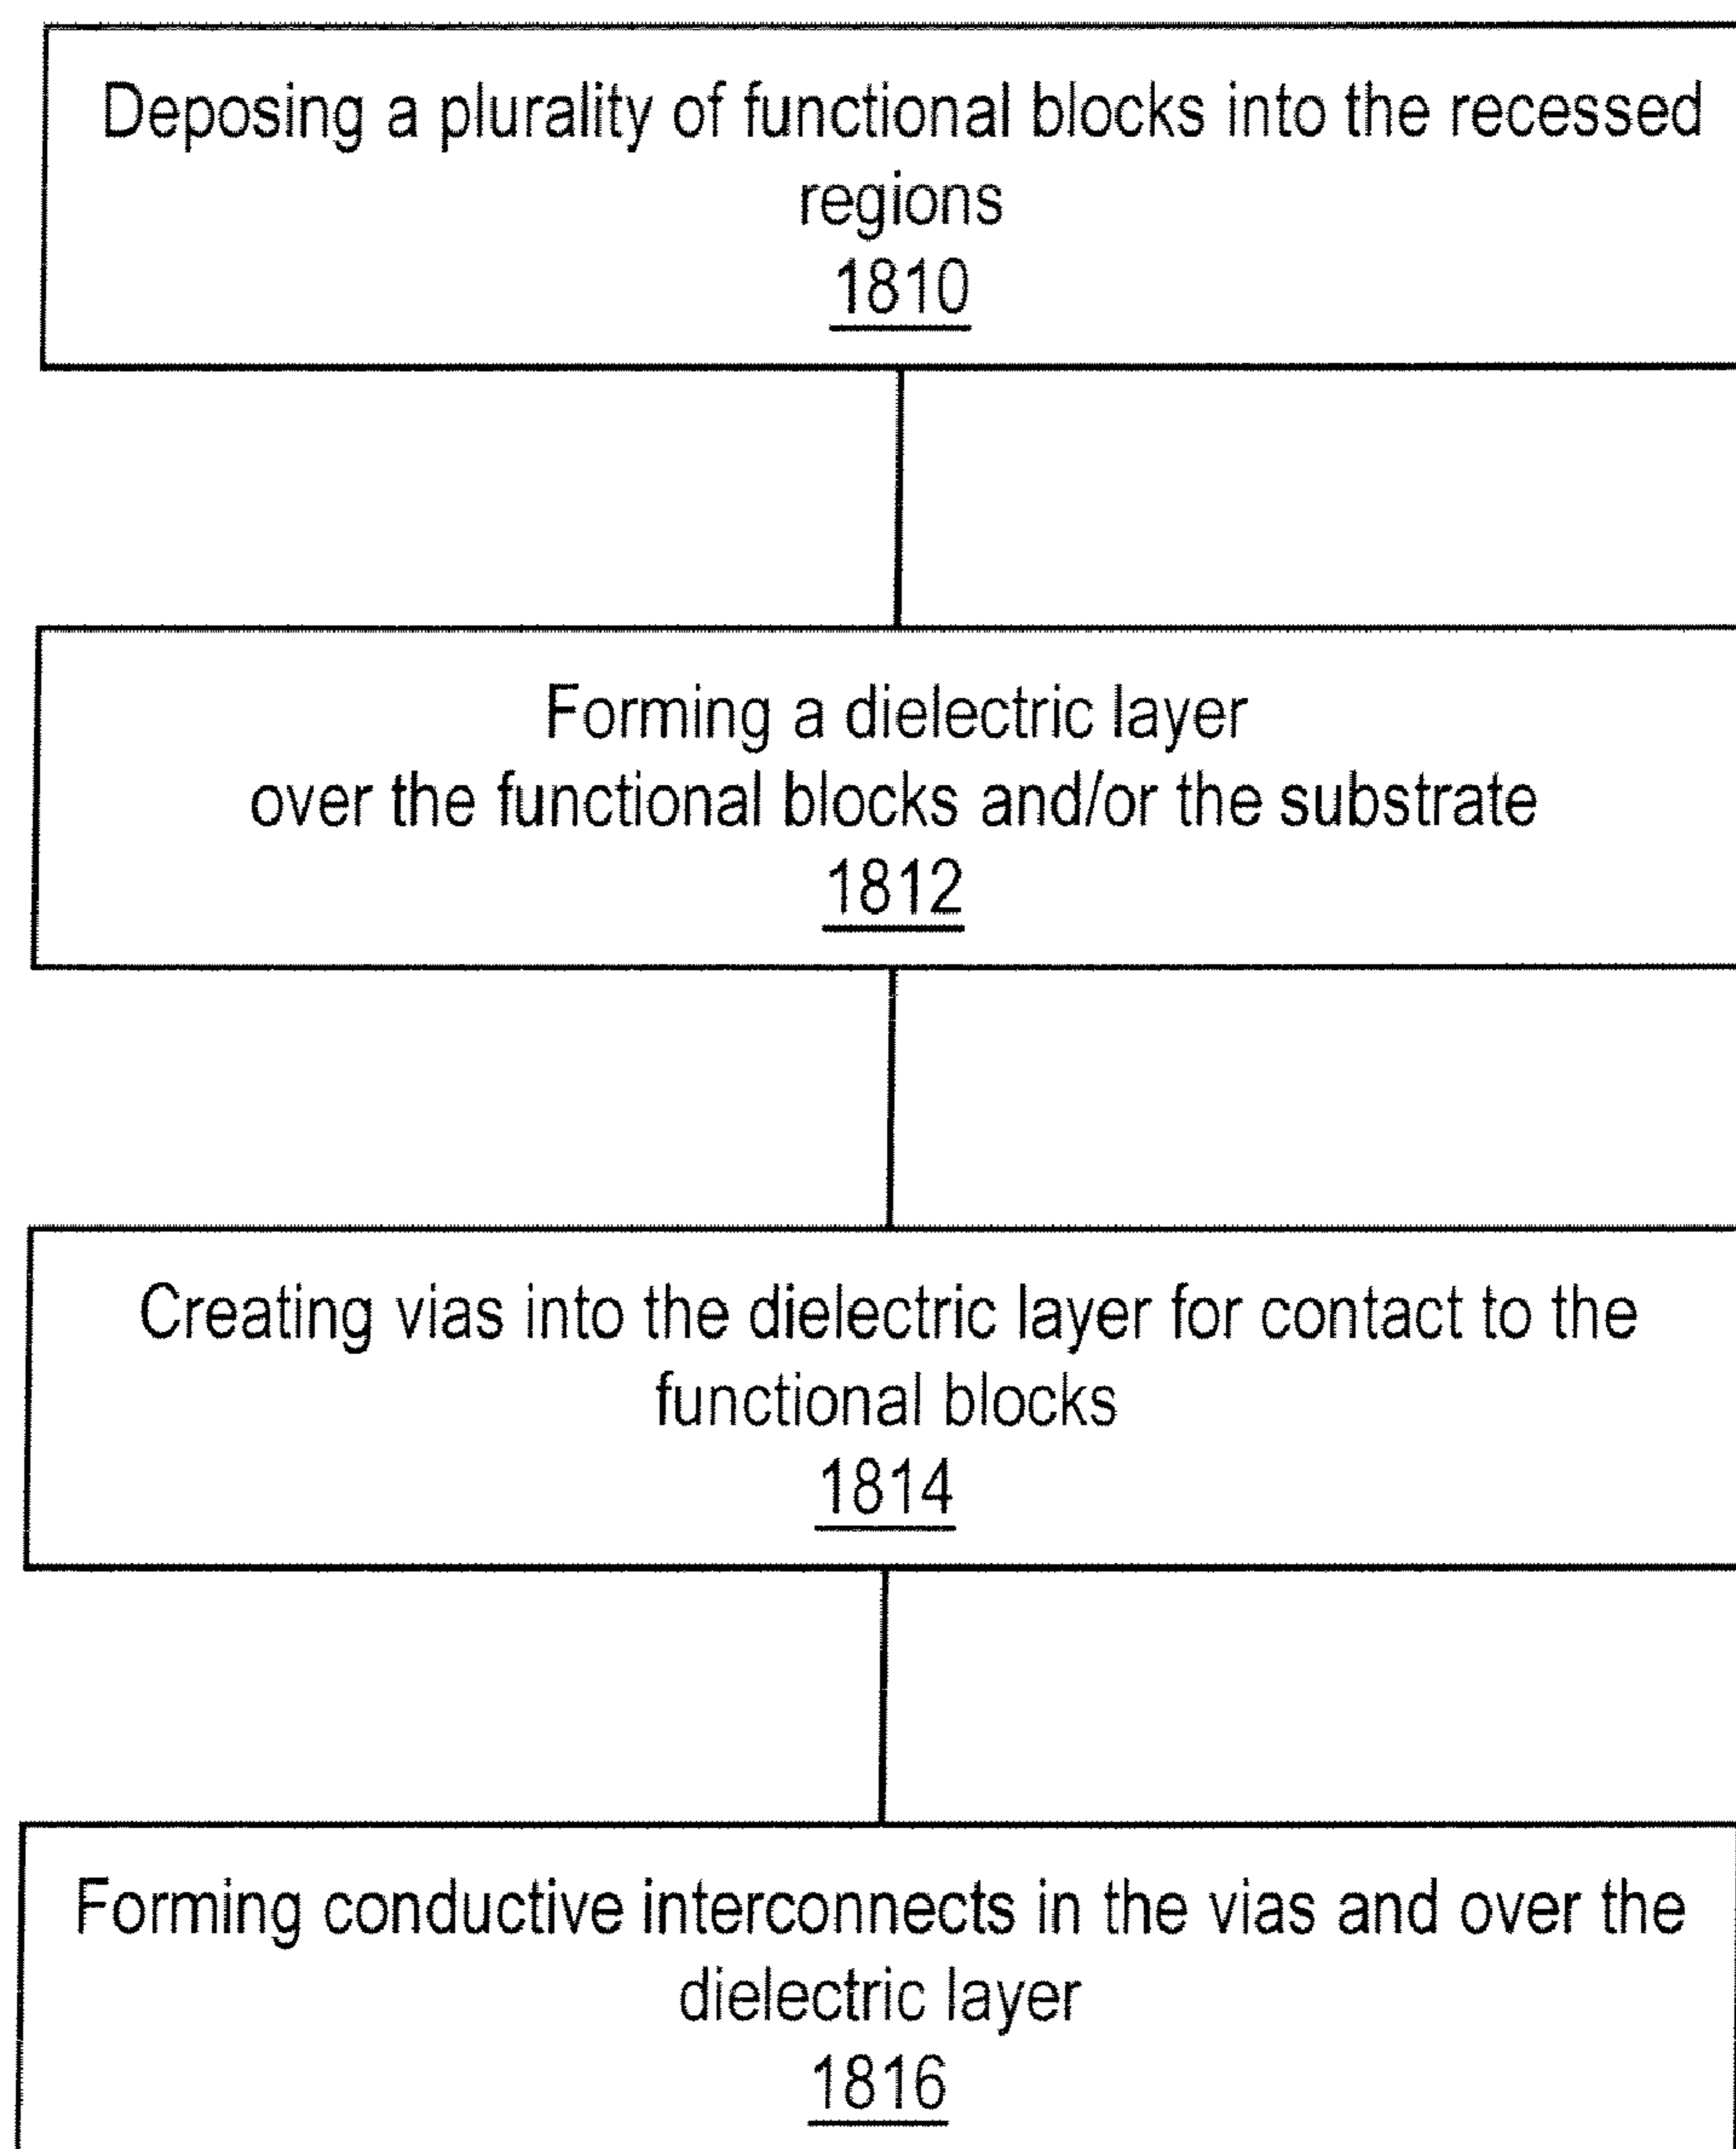 Deposing a plurality of functional blocks into the recessed
regions
1810
Forming a dielectric layer
over the functional blocks and/or the substrate
1812
Creating vias into the dielectric layer for contact to the
functional blocks
1814
Forming conductive interconnects in the vias and over the
dielectric layer
1816